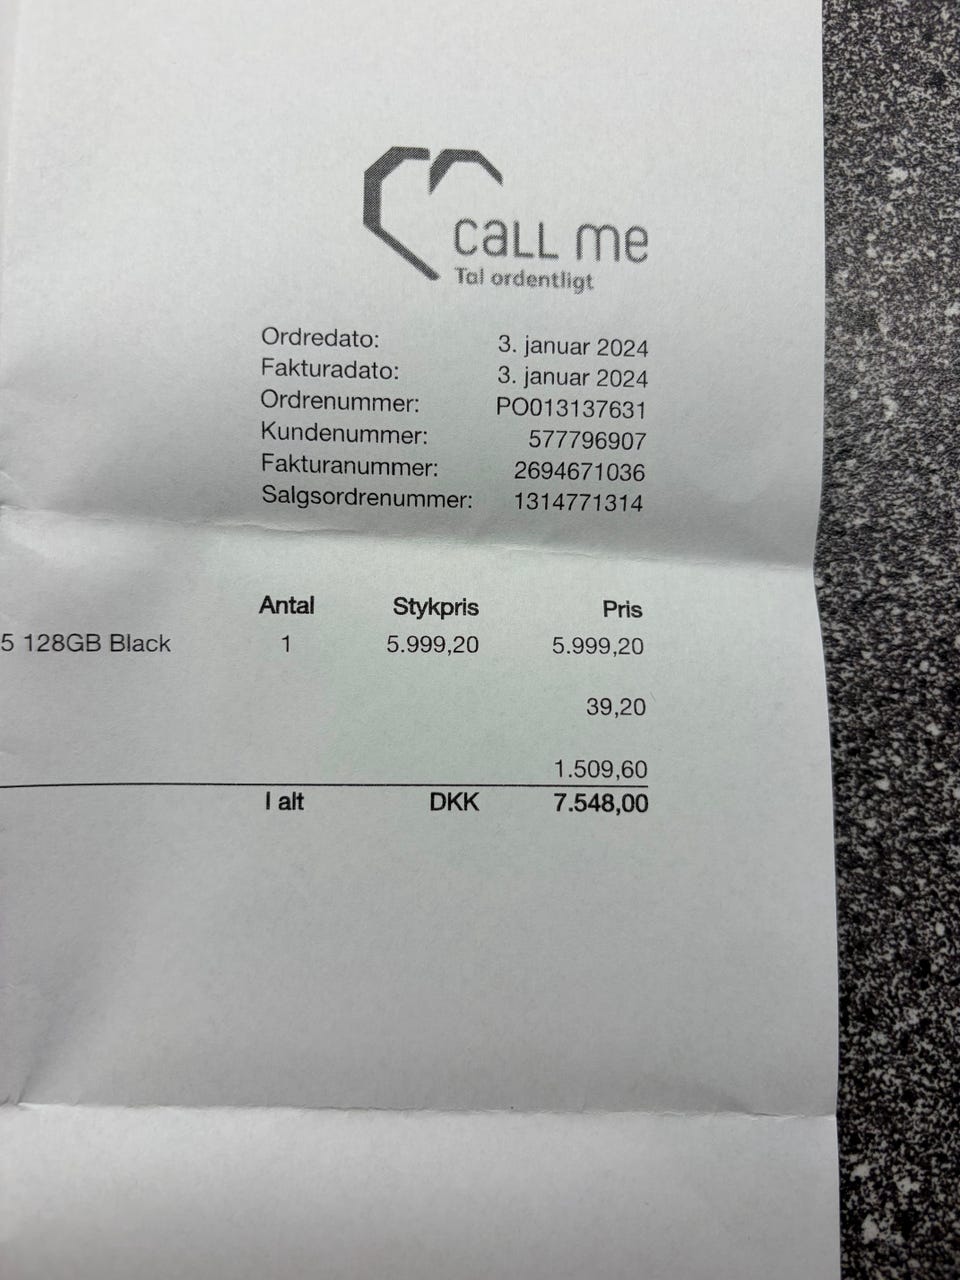 caLL me
Tal ordentligt
Ordredato: 3. januar 2024
Fakturadato: 3. januar 2024
Ordrenummer: PO013137631
Kundenummer: 577796907
Fakturanummer: 2694671036
Salgsordrenummer: 1314771314
Antal Stykpris Pris
5 128GB Black 1 5.999,20 5.999,20
39,20
1.509,60
I alt DKK 7.548,00